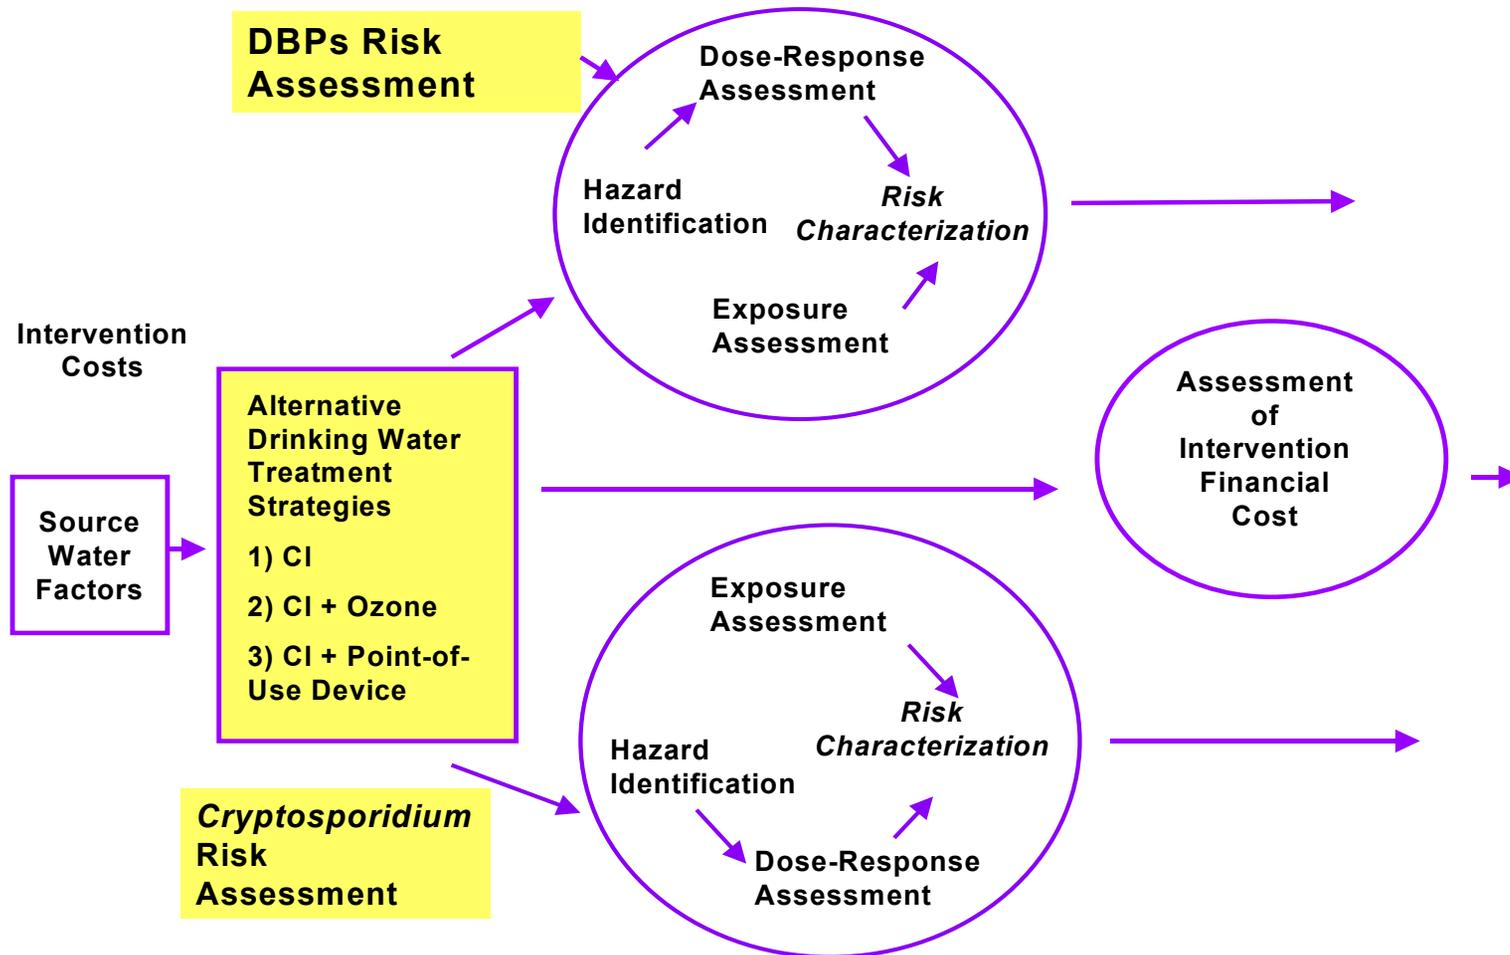 DBPs Risk
Assessment
Dose-Response
Assessment
Hazard
Identification
Risk
Characterization
Exposure
Assessment
Intervention
Costs
Alternative
Drinking Water
Treatment
Strategies
1) Cl
2) Cl + Ozone
3) Cl + Point-of-
Use Device
Source
Water
Factors
Assessment
of
Intervention
Financial
Cost
Exposure
Assessment
Risk
Characterization
Hazard
Identification
Dose-Response
Assessment
Cryptosporidium
Risk
Assessment